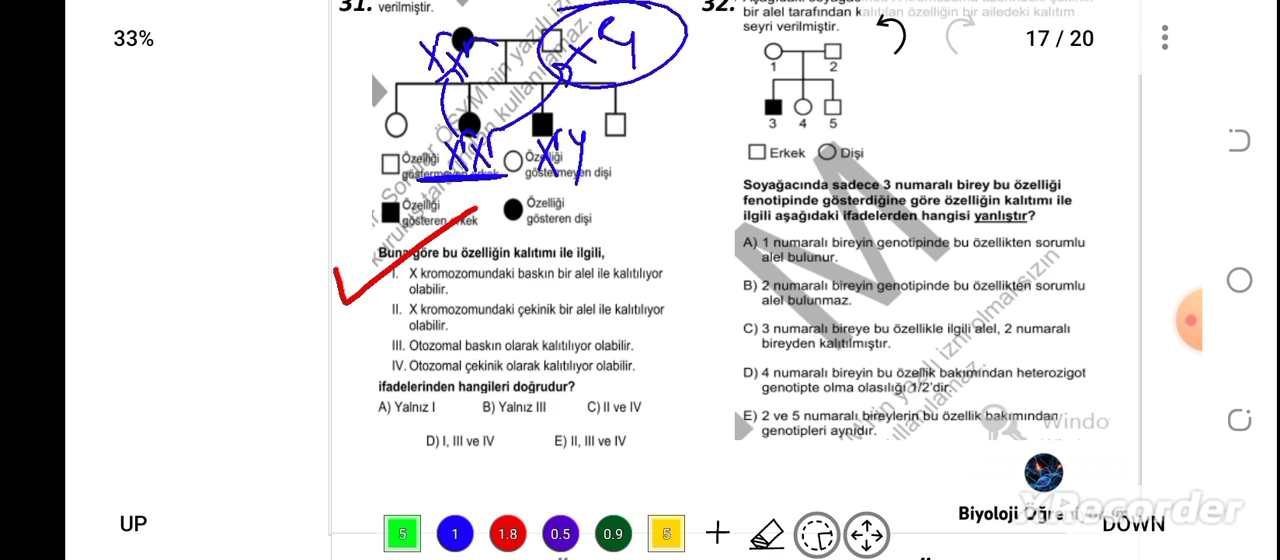 33%
31. verilmiştir.
Özelliği
göstermeyen erkek
Özelliği
göstermeyen dişi
Özelliği
gösteren erkek
Özelliği
gösteren dişi
Buna göre bu özelliğin kalıtımı ile ilgili,
I. X kromozomundaki baskın bir alel ile kalıtılıyor
olabilir.
II. X kromozomundaki çekinik bir alel ile kalıtılıyor
olabilir.
III. Otozomal baskın olarak kalıtılıyor olabilir.
IV. Otozomal çekinik olarak kalıtılıyor olabilir.
ifadelerinden hangileri doğrudur?
A) Yalnız I B) Yalnız III C) II ve IV
D) I, III ve IV E) II, III ve IV
32.
bir alel tarafından kalıtılan özelliğin bir ailedeki kalıtım
seyri verilmiştir.
17 / 20
1 2
3 4 5
Erkek Dişi
Soyağacında sadece 3 numaralı birey bu özelliği
fenotipinde gösterdiğine göre özelliğin kalıtımı ile
ilgili aşağıdaki ifadelerden hangisi yanlıştır?
A) 1 numaralı bireyin genotipinde bu özellikten sorumlu
alel bulunur.
B) 2 numaralı bireyin genotipinde bu özellikten sorumlu
alel bulunmaz.
C) 3 numaralı bireye bu özellikle ilgili alel, 2 numaralı
bireyden kalıtılmıştır.
D) 4 numaralı bireyin bu özellik bakımından heterozigot
genotipte olma olasılığı 1/2'dir.
E) 2 ve 5 numaralı bireylerin bu özellik bakımından
genotipleri aynıdır.
Windo
Biyoloji
XRecorder
UP
5 1 1.8 0.5 0.9 5
DOWN